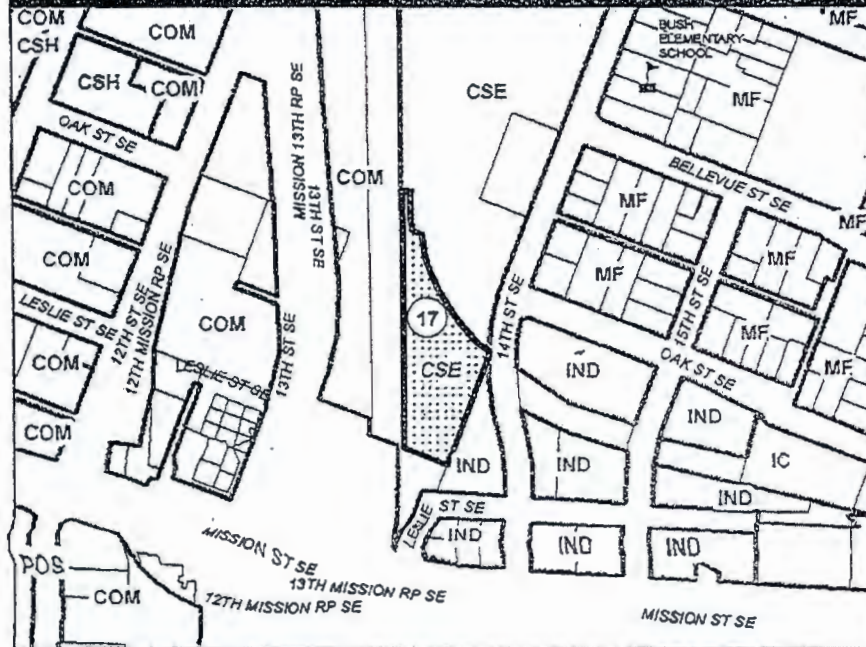 COM
CSH
COM
COM
CSH
COM
OAK ST SE
COM
COM
LESLIE ST SE
COM
COM
12TH ST SE
12TH MISSION RP SE
COM
LESLIE ST SE
13TH ST SE
MISSION 13TH RP SE
13TH ST SE
COM
CSE
17
CSE
14TH ST SE
BUSH
ELEMENTARY
SCHOOL
MF
MF
MF
BELLEVUE ST SE
MF
MF
MF
MF
15TH ST SE
MF
MF
OAK ST SE
IND
IND
IC
IND
IND
IND
LESLIE ST SE
IND
IND
IND
MISSION ST SE
13TH MISSION RP SE
12TH MISSION RP SE
MISSION ST SE
POS
COM